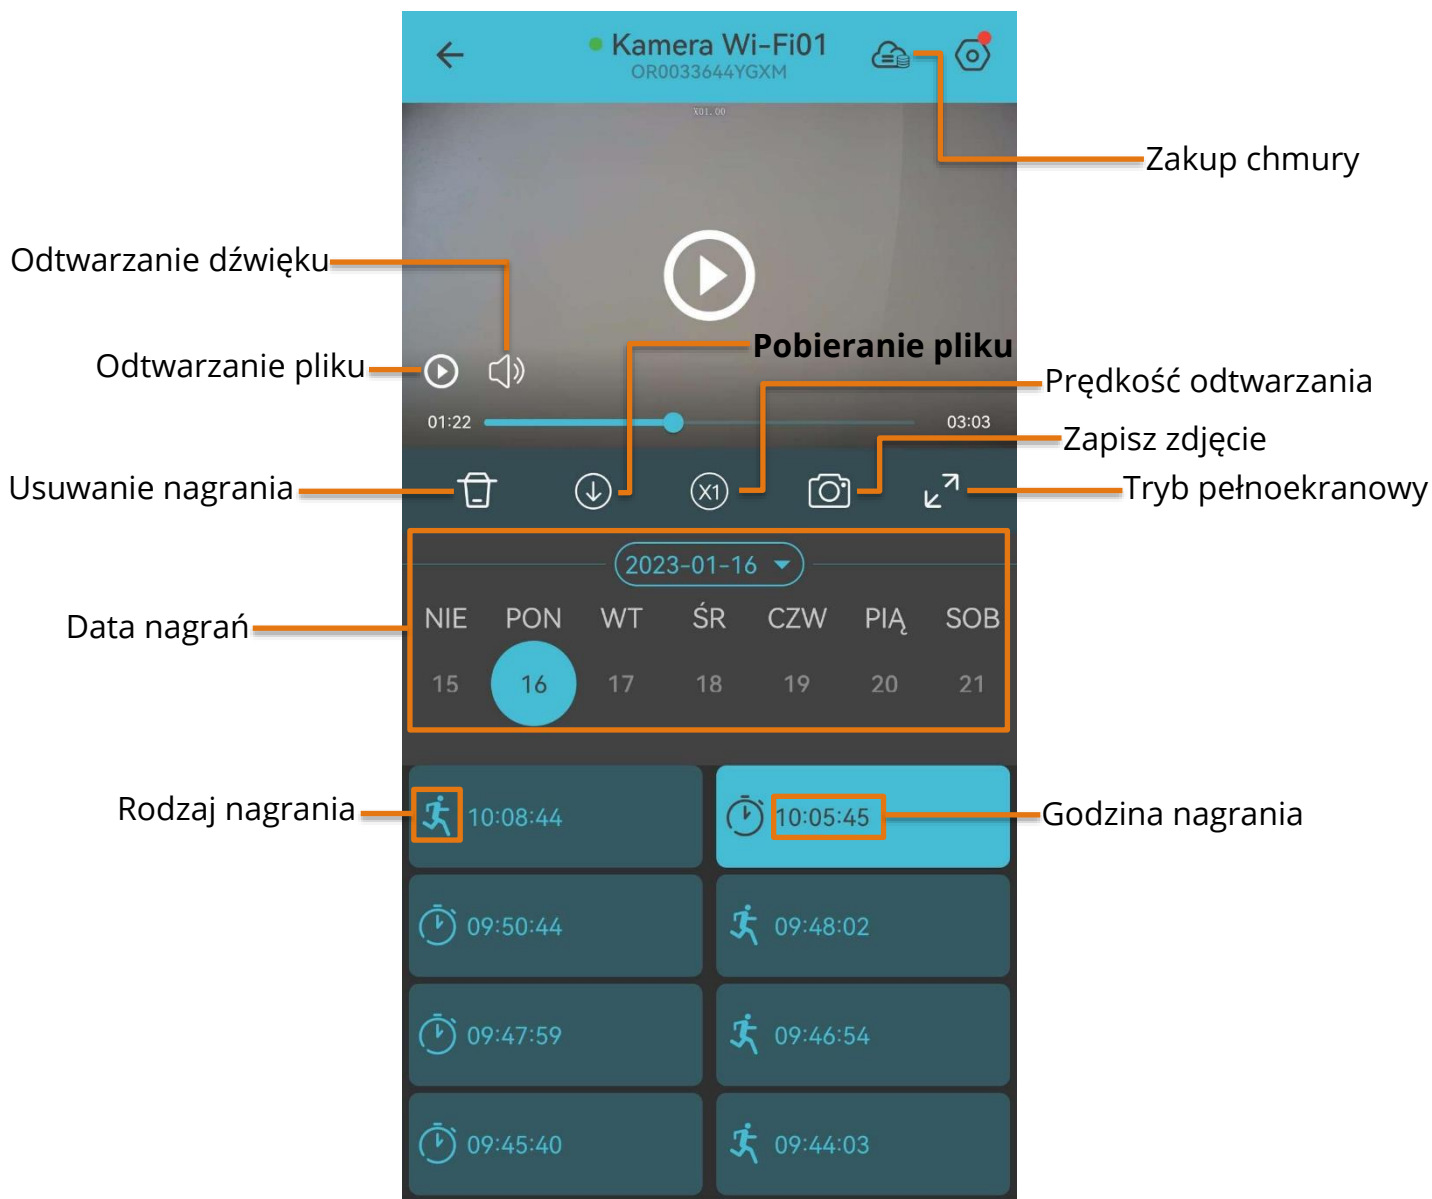 Kamera Wi-Fi01
OR0033644YGXM
X01.00
Zakup chmury
Odtwarzanie dźwięku
Pobieranie pliku
Odtwarzanie pliku
Prędkość odtwarzania
01:22
03:03
Zapisz zdjęcie
Usuwanie nagrania
X1
Tryb pełnoekranowy
2023-01-16
NIE PON WT ŚR CZW PIĄ SOB
Data nagrań
15 16 17 18 19 20 21
Rodzaj nagrania
10:08:44
10:05:45
Godzina nagrania
09:50:44
09:48:02
09:47:59
09:46:54
09:45:40
09:44:03